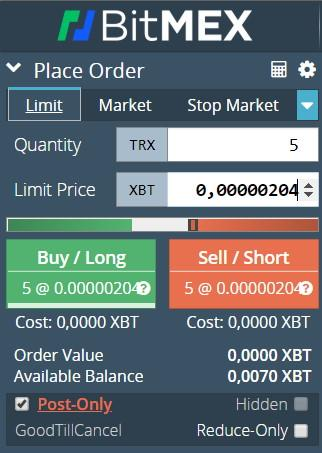 BitMEX
Place Order
Limit Market Stop Market
Quantity TRX 5
Limit Price XBT 0,00000204
Buy / Long Sell / Short
5 @ 0.00000204? 5 @ 0.00000204?
Cost: 0,0000 XBT Cost: 0,0000 XBT
Order Value 0,0000 XBT
Available Balance 0,0070 XBT
Post-Only Hidden
GoodTillCancel Reduce-Only